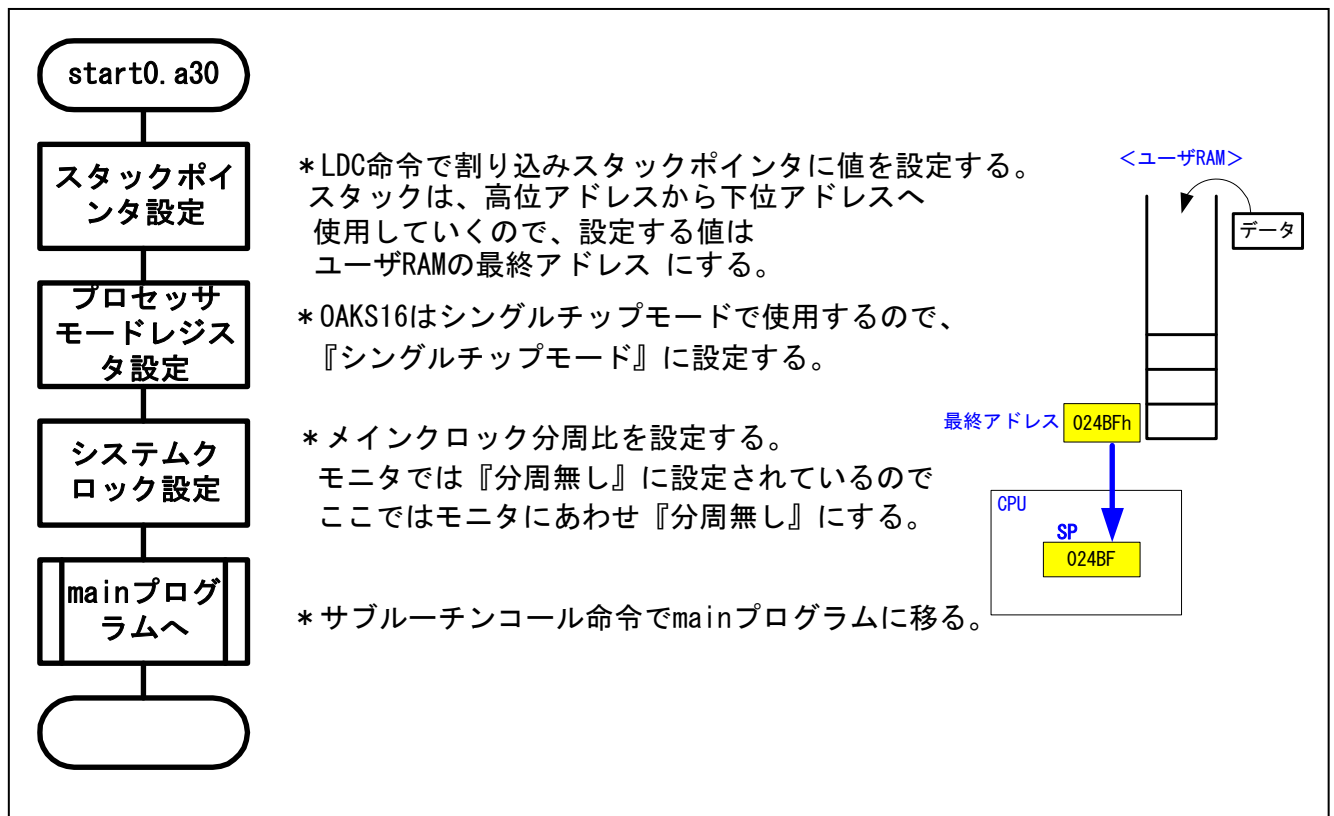 start0.a30
スタックポイ
ンタ設定
＊LDC命令で割り込みスタックポインタに値を設定する。
スタックは、高位アドレスから下位アドレスへ
使用していくので、設定する値は
ユーザRAMの最終アドレス にする。
＜ユーザRAM＞
データ
プロセッサ
モードレジス
タ設定
＊OAKS16はシングルチップモードで使用するので、
『シングルチップモード』に設定する。
最終アドレス 024BFh
システムク
ロック設定
＊メインクロック分周比を設定する。
モニタでは『分周無し』に設定されているので
ここではモニタにあわせ『分周無し』にする。
CPU
SP
024BF
mainプログ
ラムへ
＊サブルーチンコール命令でmainプログラムに移る。